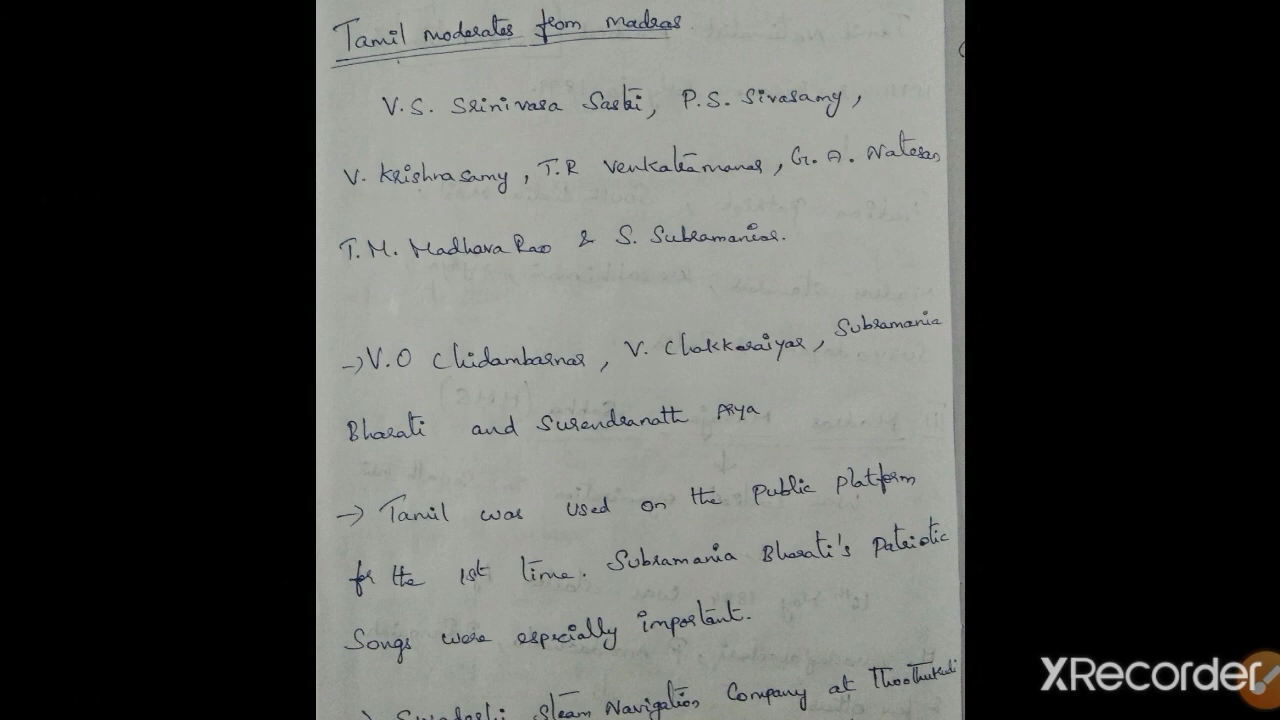 Tamil moderates from madras
V.S. Srinivasa Sastri, P.S. Sivasamy,
V. Krishnasamy, T.R Venkatramanar, G. A. Natesan
T.M. Madhava Rao & S. Subramaniar.
→ V.O Chidambarnar, V. Chakkaraiyar, Subramania
Bharati and Surendranath Arya
→ Tamil was used on the public platform
for the 1st time. Subramania Bharati's Patriotic
Songs were especially important.
→ Swadeshi Steam Navigation Company at Thoothukudi
XRecorder